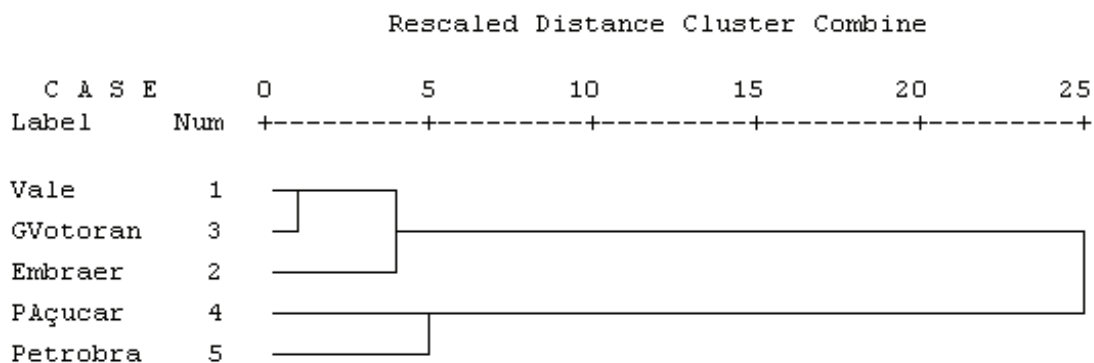 Rescaled Distance Cluster Combine
C A S E 0 5 10 15 20 25
Label Num +---------+---------+---------+---------+---------+
Vale 1
GVotoran 3
Embraer 2
PAçucar 4
Petrobra 5